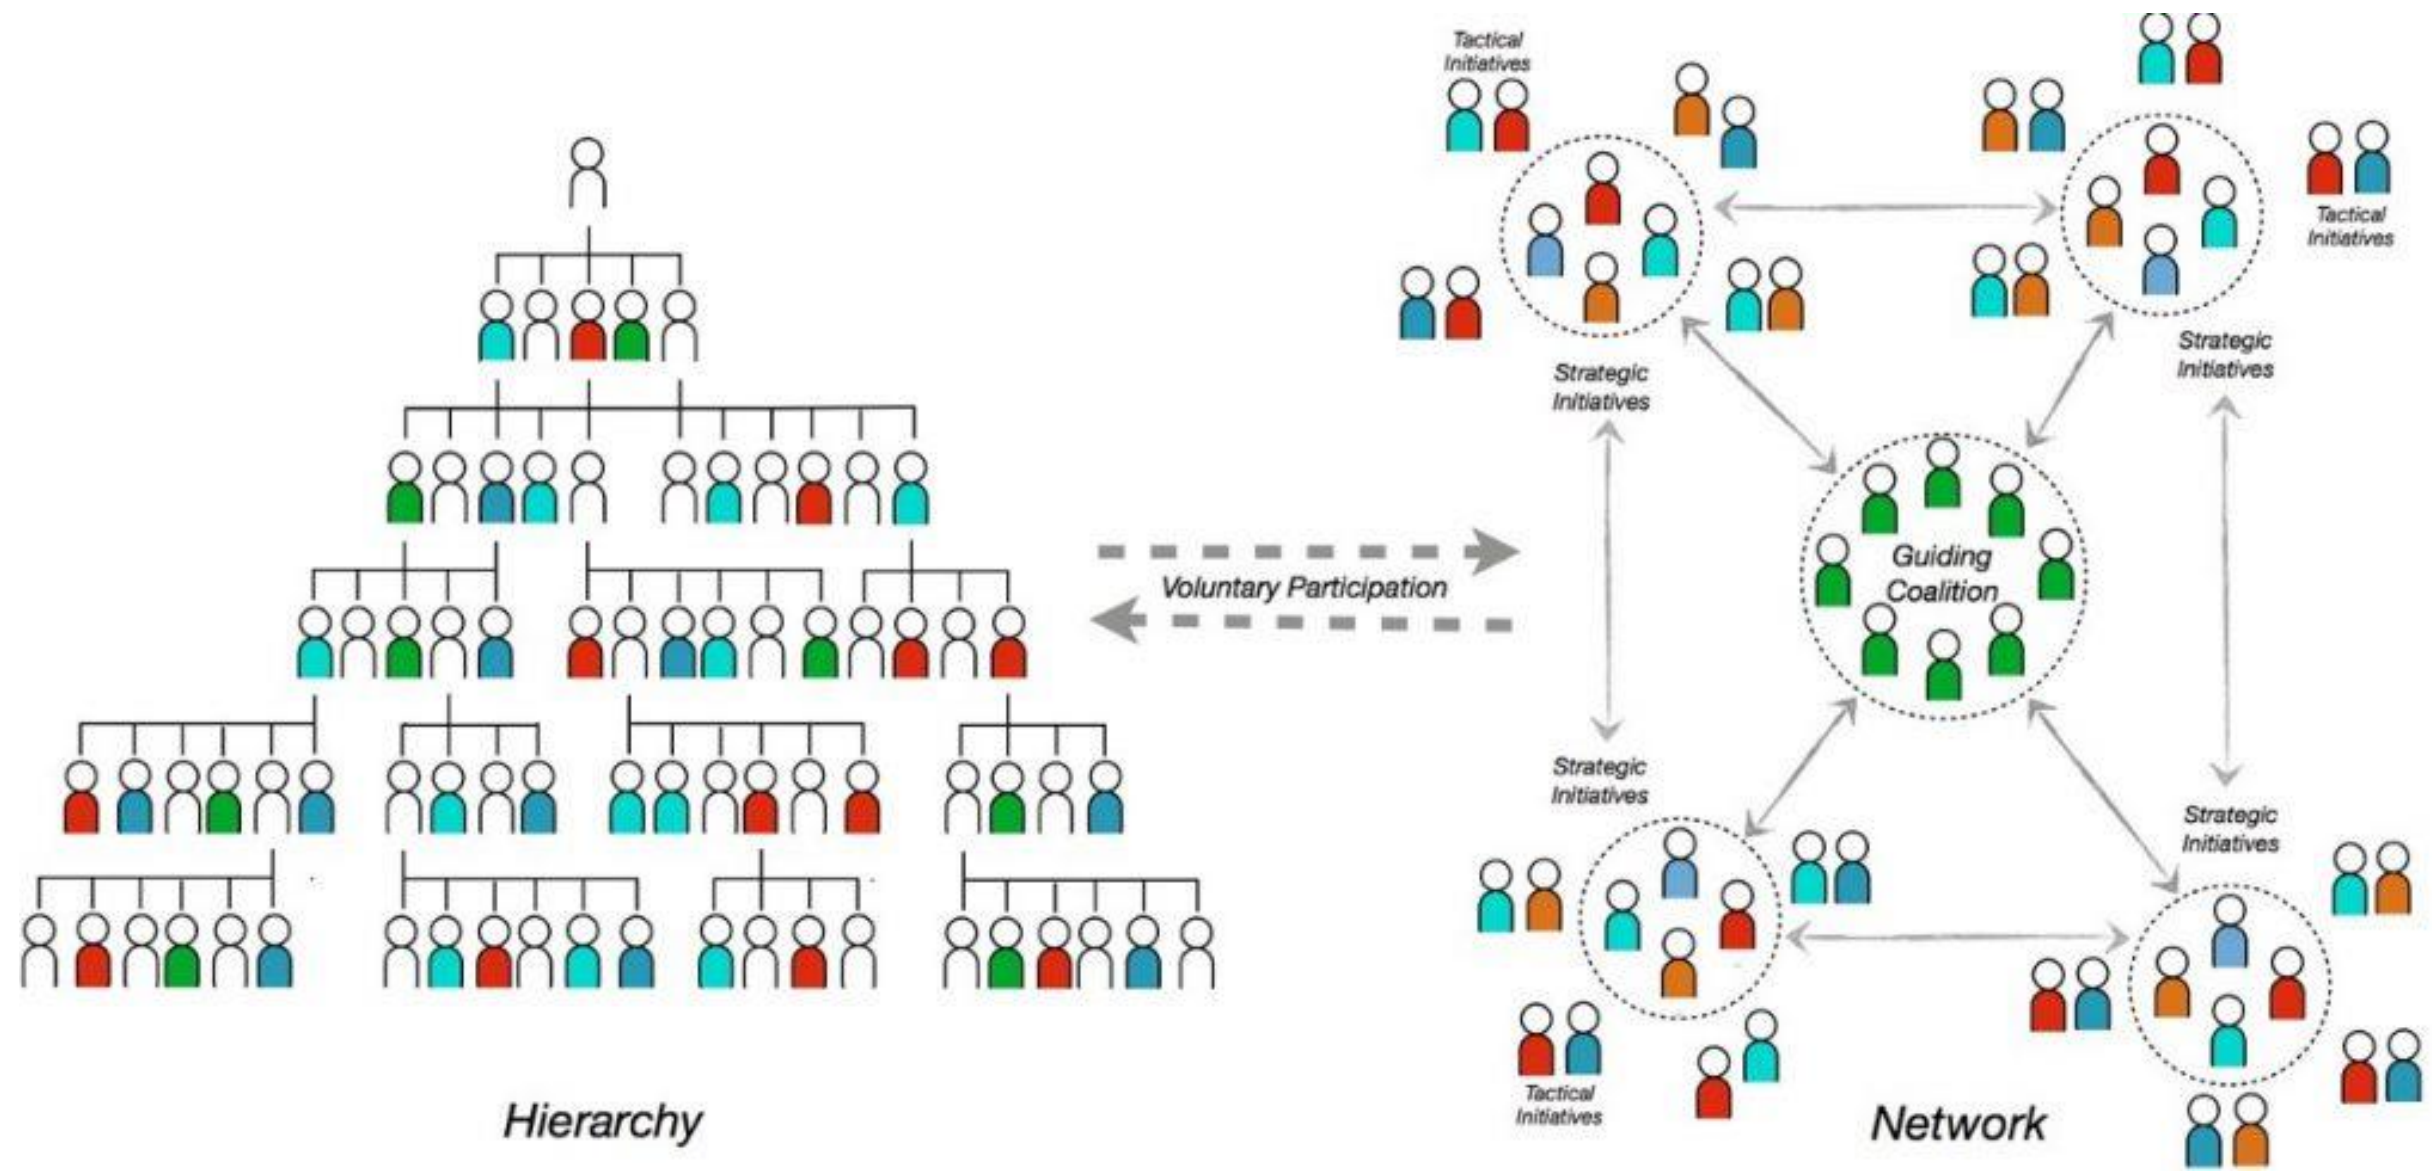 Tactical
Initiatives
Tactical
Initiatives
Strategic
Initiatives
Strategic
Initiatives
Guiding
Coalition
Voluntary Participation
Strategic
Initiatives
Strategic
Initiatives
Tactical
Initiatives
Hierarchy
Network